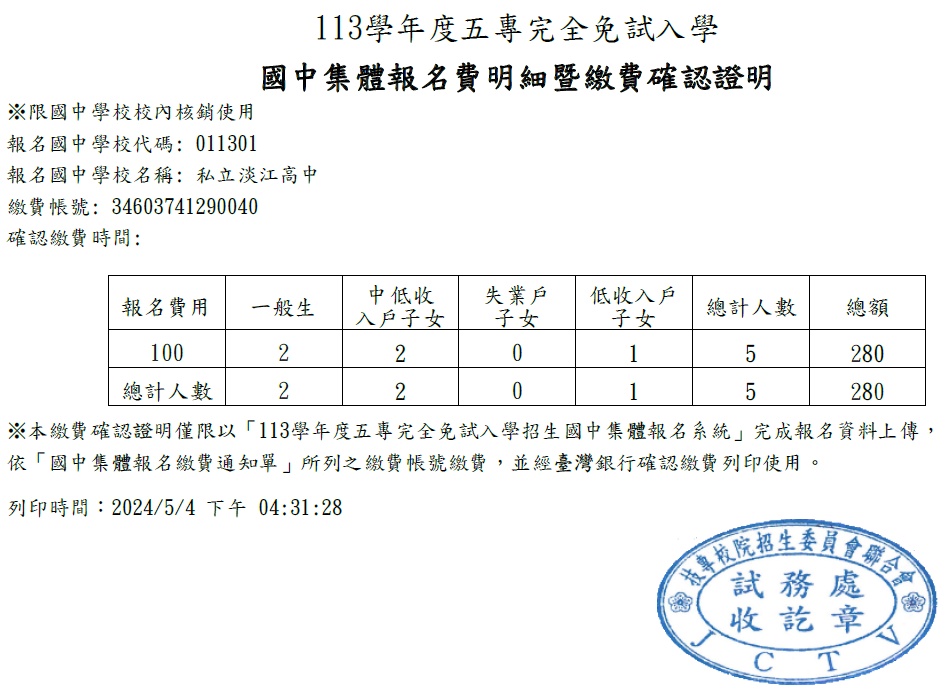 113學年度五專完全免試入學
國中集體報名費明細暨繳費確認證明
※限國中學校校內核銷使用
報名國中學校代碼: 011301
報名國中學校名稱: 私立淡江高中
繳費帳號: 34603741290040
確認繳費時間:
報名費用 一般生 中低收入戶子女 失業戶子女 低收入戶子女 總計人數 總額
100 2 2 0 1 5 280
總計人數 2 2 0 1 5 280
※本繳費確認證明僅限以「113學年度五專完全免試入學招生國中集體報名系統」完成報名資料上傳，
依「國中集體報名繳費通知單」所列之繳費帳號繳費，並經臺灣銀行確認繳費列印使用。
列印時間：2024/5/4 下午 04:31:28
技專校院招生委員會聯合會
試務處
收訖章
JCTV